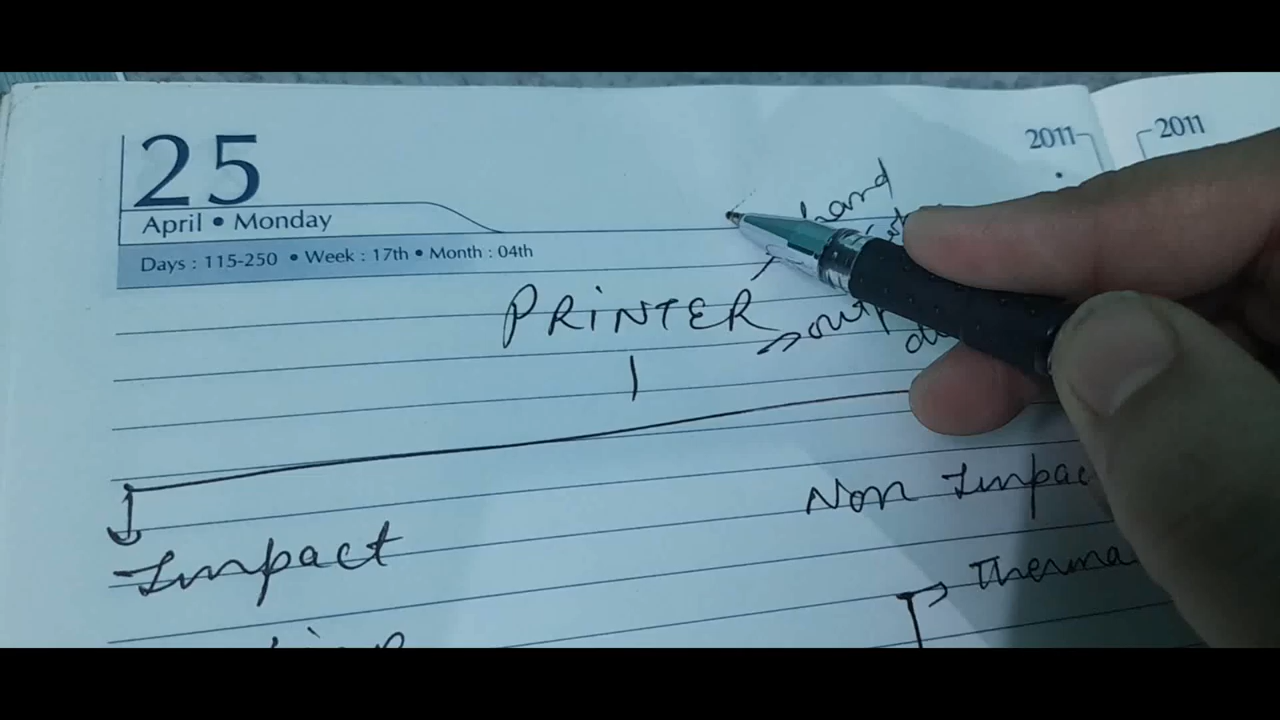 25
2011
2011
April • Monday
Days : 115-250 • Week : 17th • Month : 04th
hand
PRiNTER
Impact
Non Impac
Therma